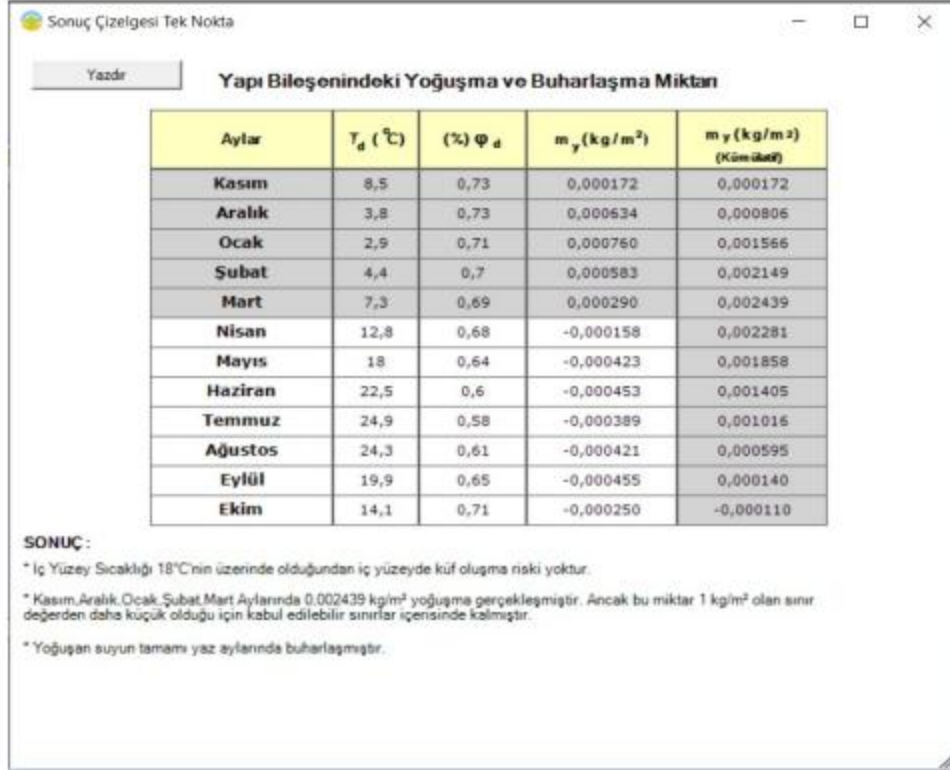 Sonuç Çizelgesi Tek Nokta
Yazdır
Yapı Bileşenindeki Yoğuşma ve Buharlaşma Miktarı
Aylar T d ( °C) (%) φ d m y (kg/m²) m y (kg/m2) (Kümülatif)
Kasım 8,5 0,73 0,000172 0,000172
Aralık 3,8 0,73 0,000634 0,000806
Ocak 2,9 0,71 0,000760 0,001566
Şubat 4,4 0,7 0,000583 0,002149
Mart 7,3 0,69 0,000290 0,002439
Nisan 12,8 0,68 -0,000158 0,002281
Mayıs 18 0,64 -0,000423 0,001858
Haziran 22,5 0,6 -0,000453 0,001405
Temmuz 24,9 0,58 -0,000389 0,001016
Ağustos 24,3 0,61 -0,000421 0,000595
Eylül 19,9 0,65 -0,000455 0,000140
Ekim 14,1 0,71 -0,000250 -0,000110
SONUÇ :
* İç Yüzey Sıcaklığı 18°C'nin üzerinde olduğundan iç yüzeyde küf oluşma riski yoktur.
* Kasım,Aralık,Ocak,Şubat,Mart Aylarında 0,002439 kg/m² yoğuşma gerçekleşmiştir. Ancak bu miktar 1 kg/m² olan sınır
değerden daha küçük olduğu için kabul edilebilir sınırlar içerisinde kalmıştır.
* Yoğuşan suyun tamamı yaz aylarında buharlaşmıştır.